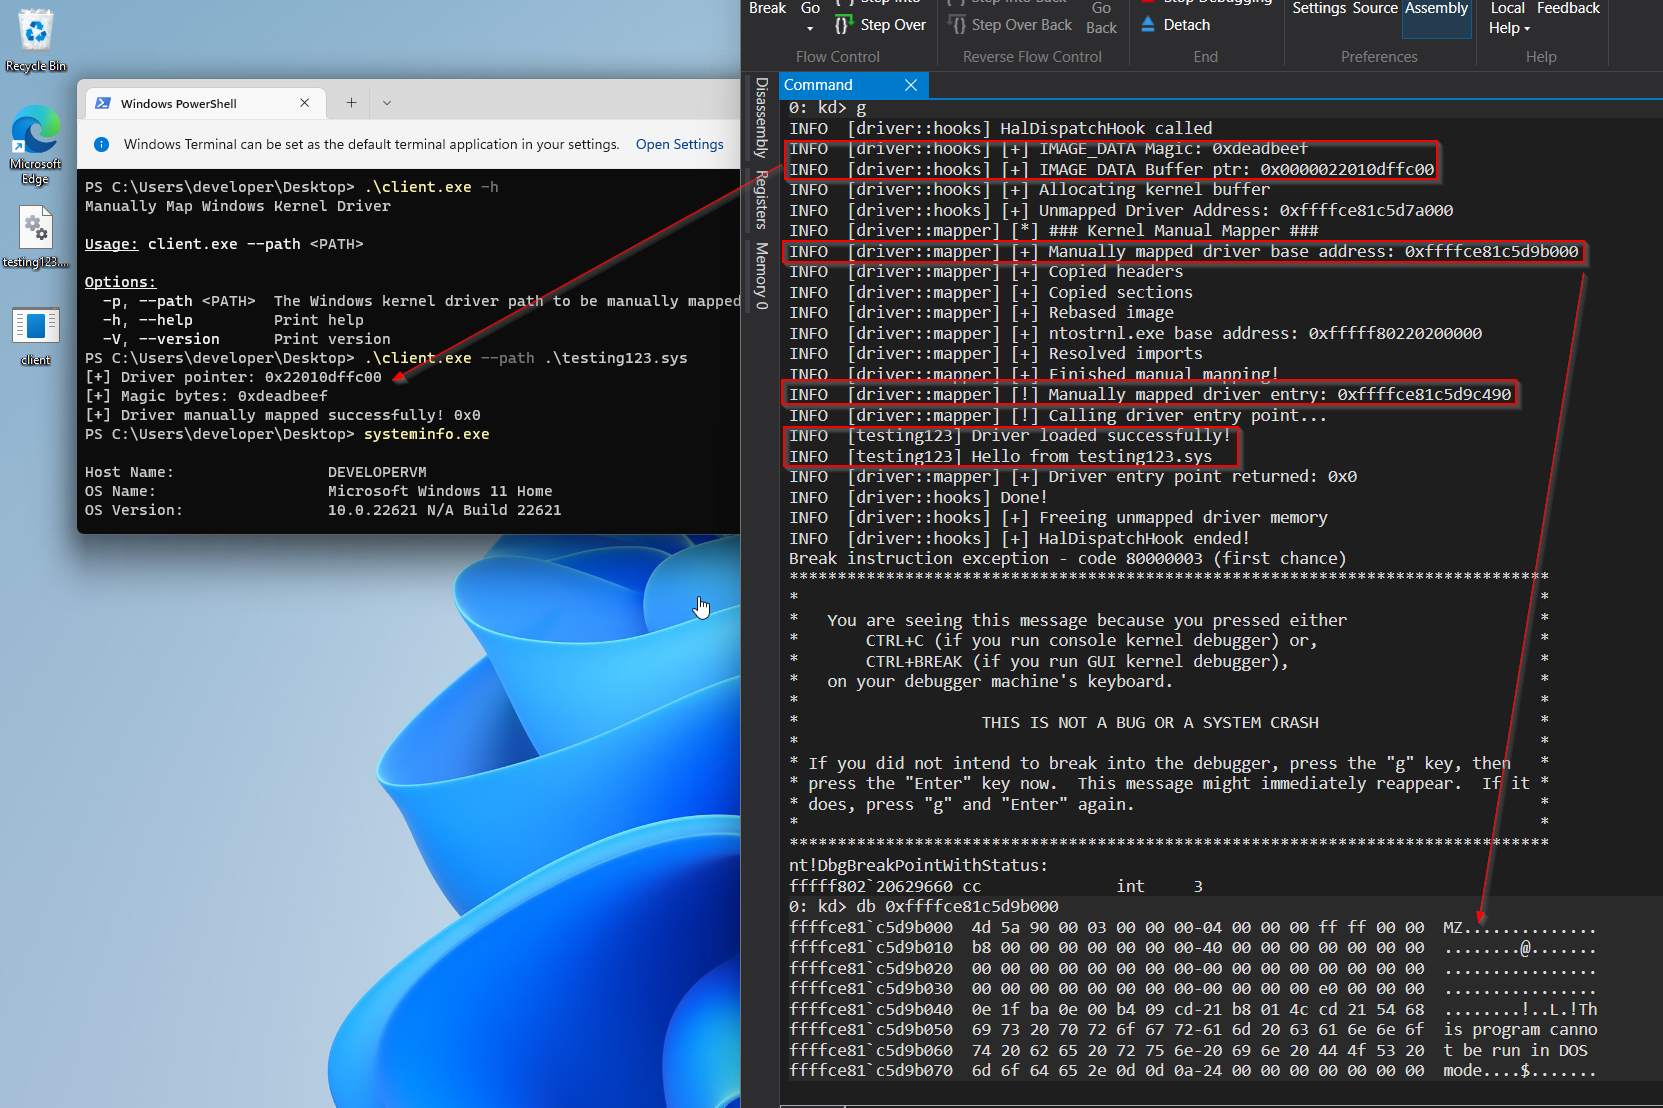 Recycle Bin
Microsoft
Edge
testing123....
client
Windows PowerShell
Windows Terminal can be set as the default terminal application in your settings. Open Settings
PS C:\Users\developer\Desktop> .\client.exe -h
Manually Map Windows Kernel Driver
Usage: client.exe --path <PATH>
Options:
-p, --path <PATH>  The Windows kernel driver path to be manually mapped
-h, --help         Print help
-V, --version      Print version
PS C:\Users\developer\Desktop> .\client.exe --path .\testing123.sys
[+] Driver pointer: 0x22010dffc00
[+] Magic bytes: 0xdeadbeef
[+] Driver manually mapped successfully! 0x0
PS C:\Users\developer\Desktop> systeminfo.exe
Host Name:                 DEVELOPERVM
OS Name:                   Microsoft Windows 11 Home
OS Version:                10.0.22621 N/A Build 22621
Break Go Step Over Step Over Back Go Back Detach Settings Source Assembly Local Help Feedback
Flow Control Reverse Flow Control End Preferences Help
Disassembly
Registers
Memory 0
Command
0: kd> g
INFO  [driver::hooks] HalDispatchHook called
INFO  [driver::hooks] [+] IMAGE_DATA Magic: 0xdeadbeef
INFO  [driver::hooks] [+] IMAGE_DATA Buffer ptr: 0x0000022010dffc00
INFO  [driver::hooks] [+] Allocating kernel buffer
INFO  [driver::hooks] [+] Unmapped Driver Address: 0xffffce81c5d7a000
INFO  [driver::mapper] [*] ### Kernel Manual Mapper ###
INFO  [driver::mapper] [+] Manually mapped driver base address: 0xffffce81c5d9b000
INFO  [driver::mapper] [+] Copied headers
INFO  [driver::mapper] [+] Copied sections
INFO  [driver::mapper] [+] Rebased image
INFO  [driver::mapper] [+] ntostrnl.exe base address: 0xfffff80220200000
INFO  [driver::mapper] [+] Resolved imports
INFO  [driver::mapper] [+] Finished manual mapping!
INFO  [driver::mapper] [!] Manually mapped driver entry: 0xffffce81c5d9c490
INFO  [driver::mapper] [!] Calling driver entry point...
INFO  [testing123] Driver loaded successfully!
INFO  [testing123] Hello from testing123.sys
INFO  [driver::mapper] [+] Driver entry point returned: 0x0
INFO  [driver::hooks] Done!
INFO  [driver::hooks] [+] Freeing unmapped driver memory
INFO  [driver::hooks] [+] HalDispatchHook ended!
Break instruction exception - code 80000003 (first chance)
*******************************************************************************
*                                                                             *
*   You are seeing this message because you pressed either                    *
*       CTRL+C (if you run console kernel debugger) or,                       *
*       CTRL+BREAK (if you run GUI kernel debugger),                          *
*   on your debugger machine's keyboard.                                      *
*                                                                             *
*                   THIS IS NOT A BUG OR A SYSTEM CRASH                       *
*                                                                             *
* If you did not intend to break into the debugger, press the "g" key, then   *
* press the "Enter" key now.  This message might immediately reappear.  If it *
* does, press "g" and "Enter" again.                                          *
*                                                                             *
*******************************************************************************
nt!DbgBreakPointWithStatus:
fffff802`20629660 cc              int     3
0: kd> db 0xffffce81c5d9b000
ffffce81`c5d9b000  4d 5a 90 00 03 00 00 00-04 00 00 00 ff ff 00 00  MZ..............
ffffce81`c5d9b010  b8 00 00 00 00 00 00 00-40 00 00 00 00 00 00 00  ........@.......
ffffce81`c5d9b020  00 00 00 00 00 00 00 00-00 00 00 00 00 00 00 00  ................
ffffce81`c5d9b030  00 00 00 00 00 00 00 00-00 00 00 00 e0 00 00 00  ................
ffffce81`c5d9b040  0e 1f ba 0e 00 b4 09 cd-21 b8 01 4c cd 21 54 68  ........!..L.!Th
ffffce81`c5d9b050  69 73 20 70 72 6f 67 72-61 6d 20 63 61 6e 6e 6f  is program canno
ffffce81`c5d9b060  74 20 62 65 20 72 75 6e-20 69 6e 20 44 4f 53 20  t be run in DOS
ffffce81`c5d9b070  6d 6f 64 65 2e 0d 0d 0a-24 00 00 00 00 00 00 00  mode....$.......